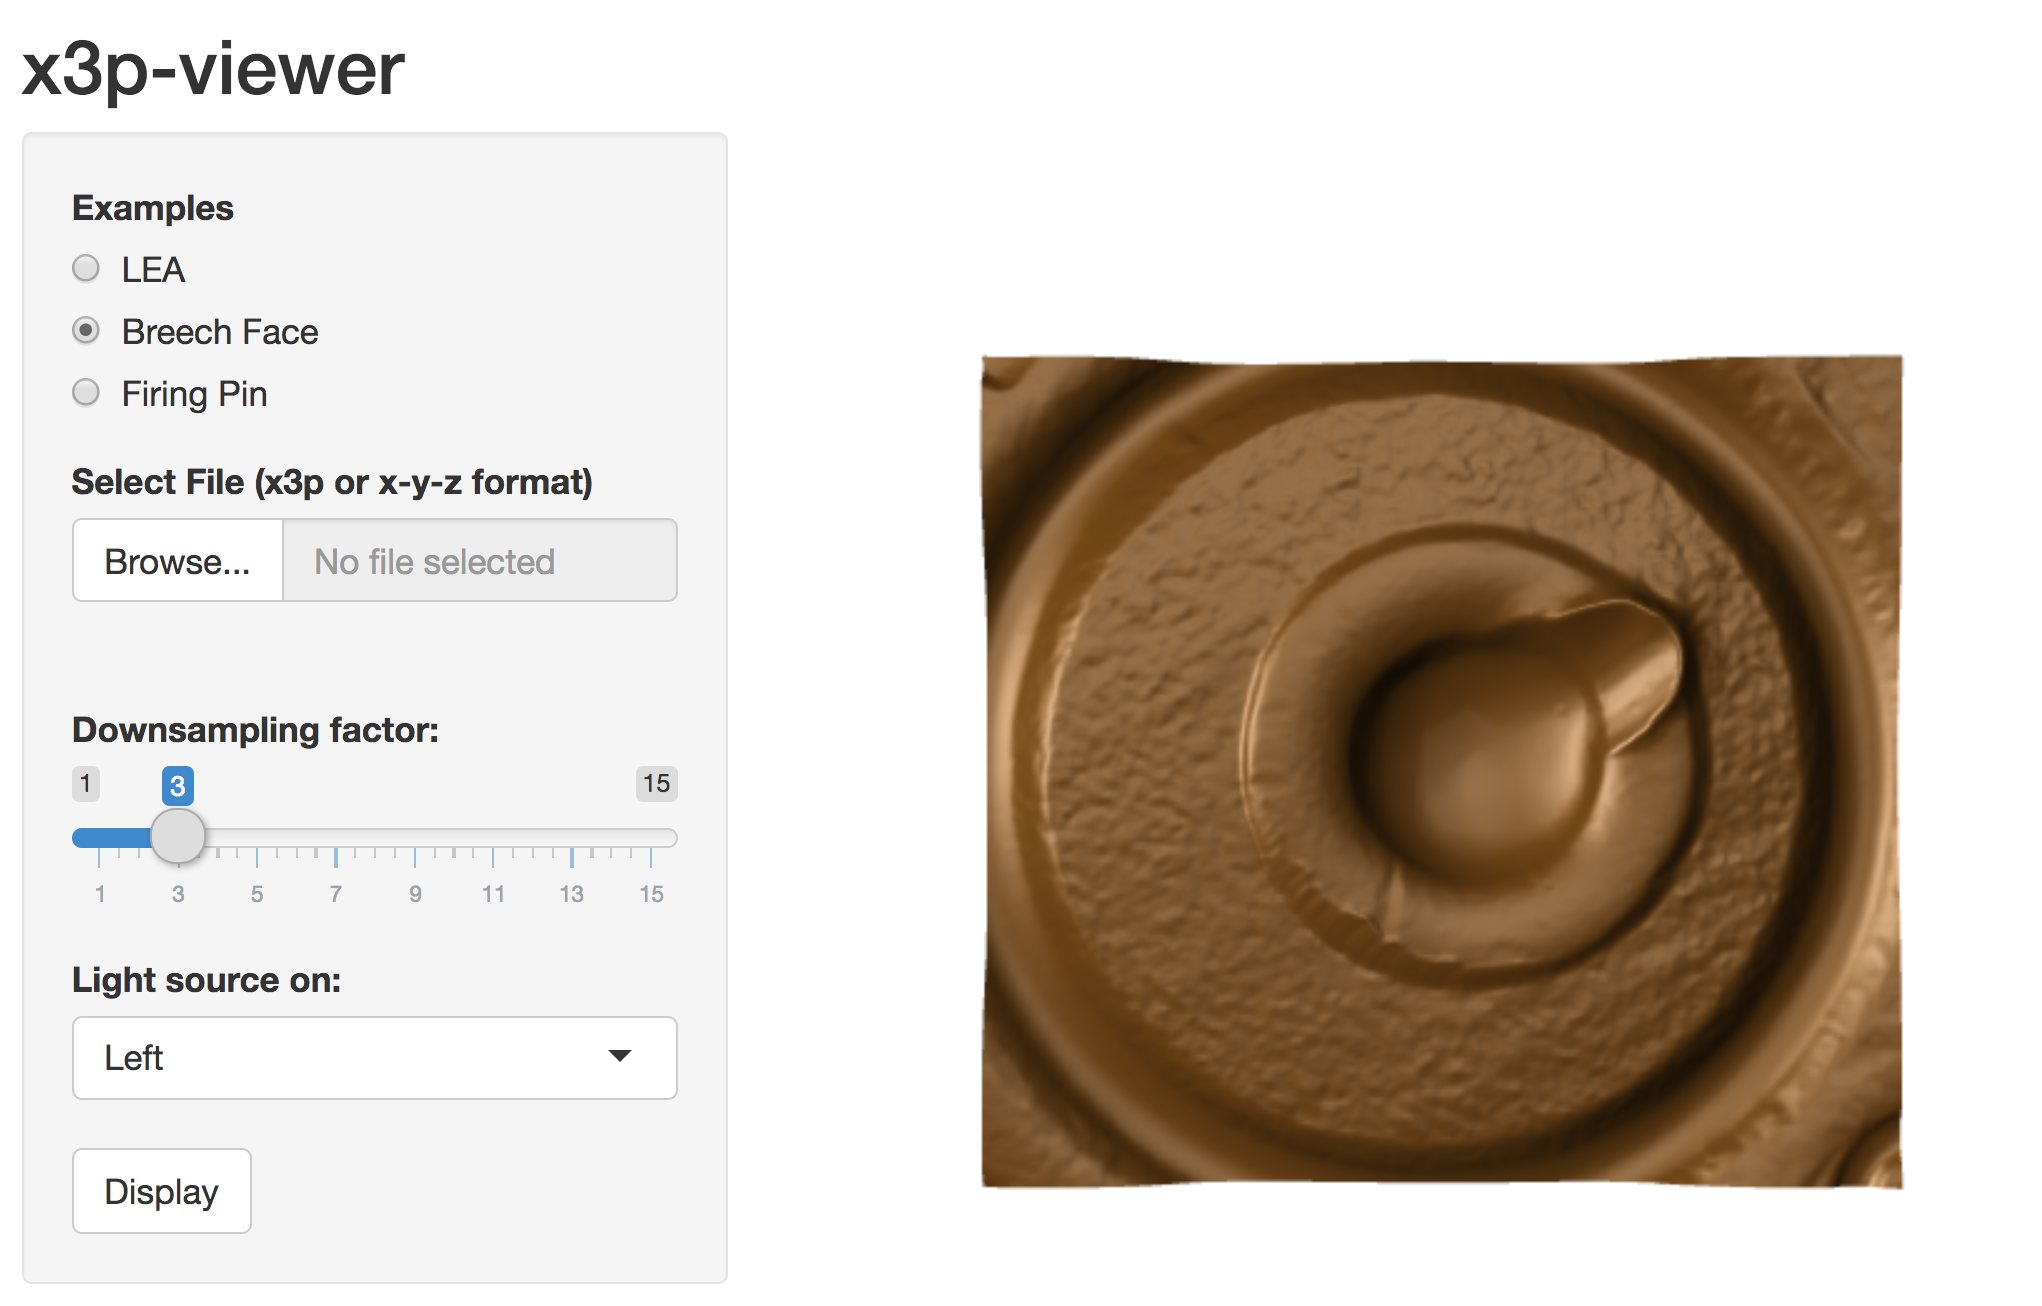 x3p-viewer
Examples
LEA
Breech Face
Firing Pin
Select File (x3p or x-y-z format)
Browse... No file selected
Downsampling factor:
1 3 15
1 3 5 7 9 11 13 15
Light source on:
Left
Display